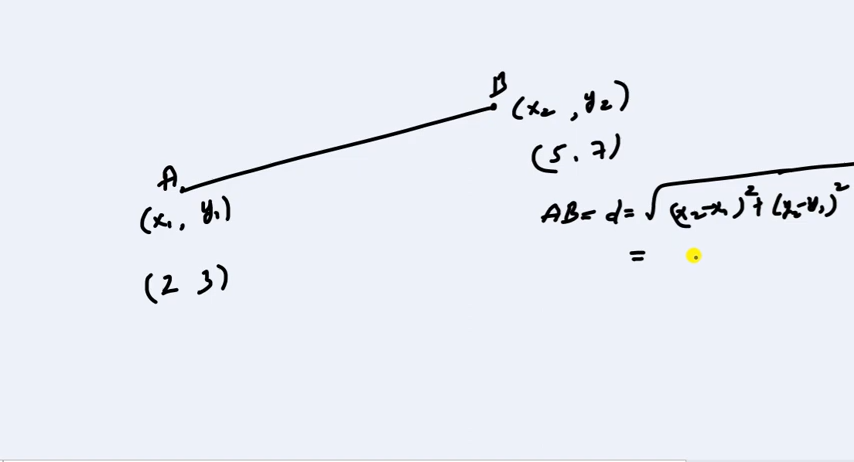 B
(x₂, y₂)
(5. 7)
A
(x₁, y₁)
AB = d = √(x₂-x₁)² + (y₂-y₁)²
=
(2 3)